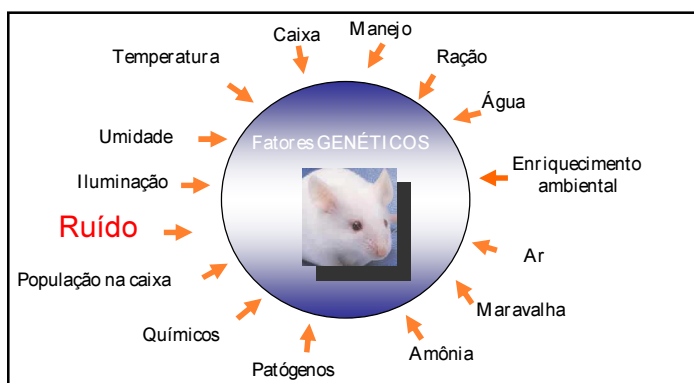 Manejo
Caixa
Temperatura
Ração
Água
Umidade
Fatores GENÉTICOS
Iluminação
Enriquecimento
ambiental
Ruído
Ar
População na caixa
Maravalha
Químicos
Amônia
Patógenos